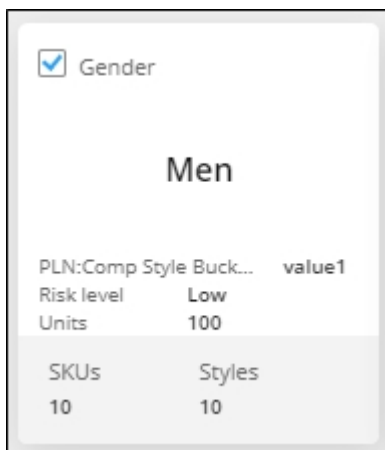 Gender
Men
PLN:Comp Style Buck... value1
Risk level Low
Units 100
SKUs Styles
10 10